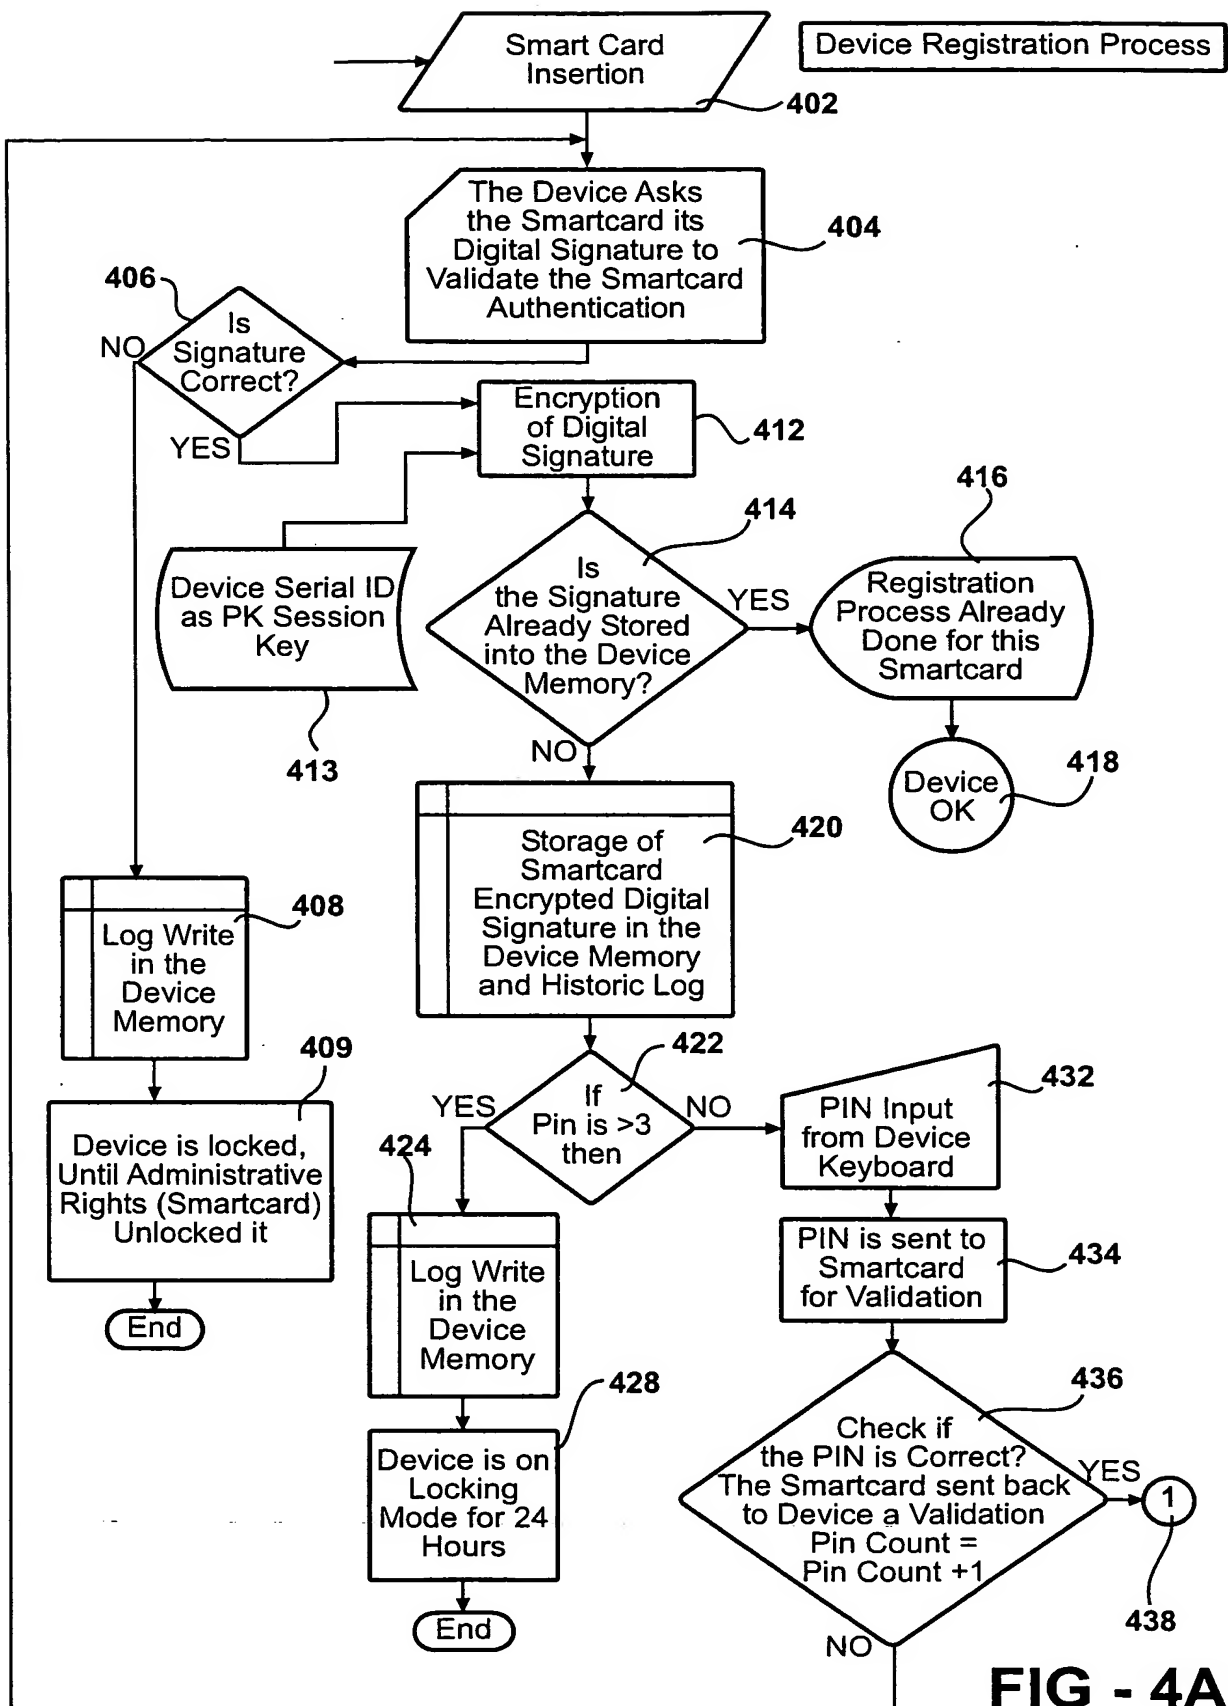 Smart Card
Insertion
402
Device Registration Process
The Device Asks
the Smartcard its
Digital Signature to
Validate the Smartcard
Authentication
404
406
Is
Signature
Correct?
NO
YES
Encryption
of Digital
Signature
412
Device Serial ID
as PK Session
Key
413
414
Is
the Signature
Already Stored
into the Device
Memory?
YES
NO
416
Registration
Process Already
Done for this
Smartcard
Device
OK
418
Storage of
Smartcard
Encrypted Digital
Signature in the
Device Memory
and Historic Log
420
Log Write
in the
Device
Memory
408
409
Device is locked,
Until Administrative
Rights (Smartcard)
Unlocked it
End
422
If
Pin is >3
then
YES
NO
424
Log Write
in the
Device
Memory
428
Device is on
Locking
Mode for 24
Hours
End
PIN Input
from Device
Keyboard
432
PIN is sent to
Smartcard
for Validation
434
436
Check if
the PIN is Correct?
The Smartcard sent back
to Device a Validation
Pin Count =
Pin Count +1
YES
1
438
NO
FIG - 4A